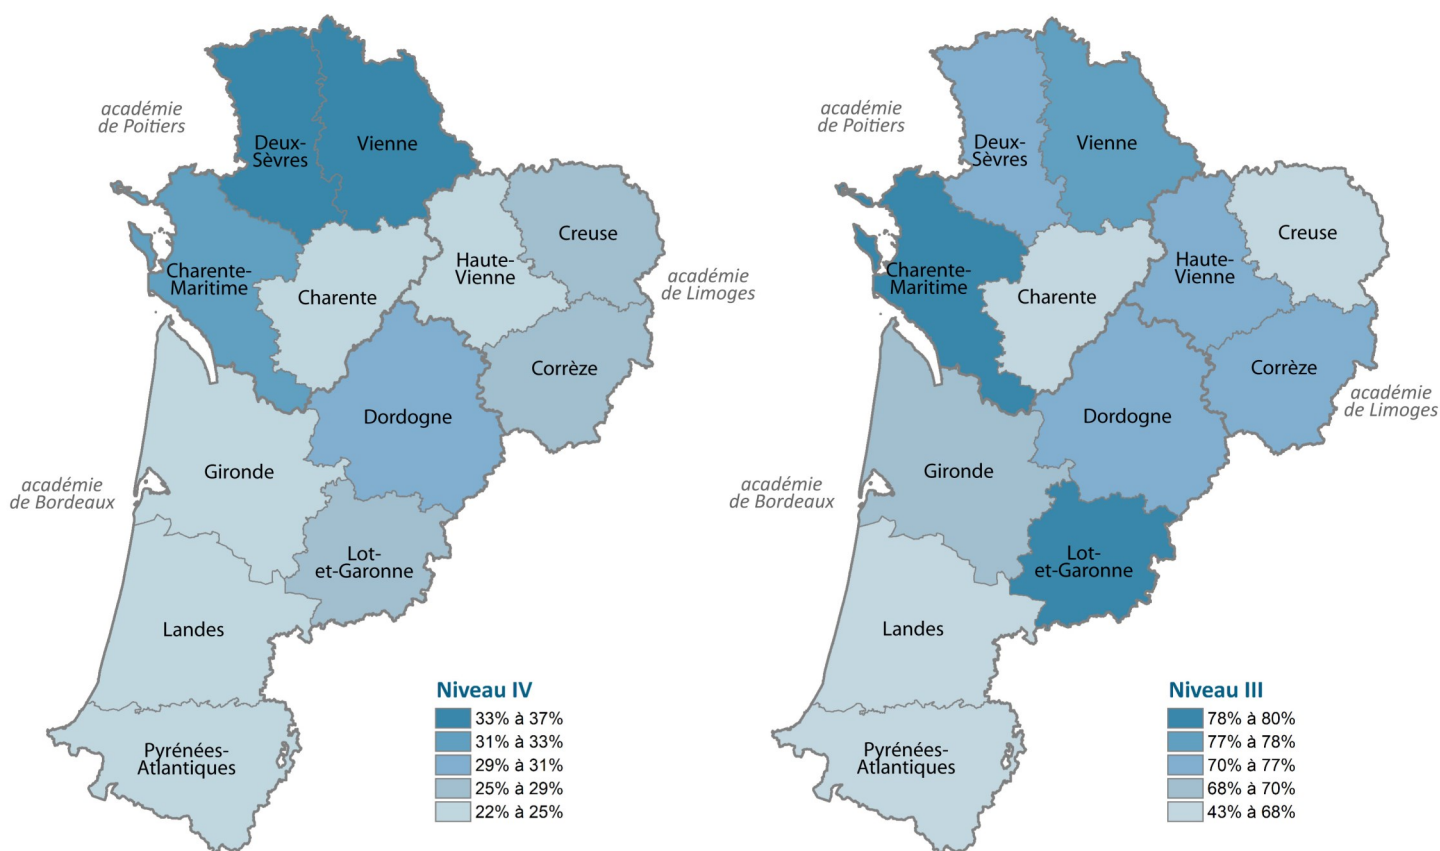 académie
de Poitiers
Deux-
Sèvres
Vienne
Creuse
Haute-
Vienne
Charente-
Maritime
Charente
académie
de Limoges
Corrèze
Dordogne
Gironde
académie
de Bordeaux
Lot-
et-Garonne
Landes
Pyrénées-
Atlantiques
Niveau IV
33% à 37%
31% à 33%
29% à 31%
25% à 29%
22% à 25%
académie
de Poitiers
Deux-
Sèvres
Vienne
Creuse
Haute-
Vienne
Charente-
Maritime
Charente
Corrèze
académie
de Limoges
Dordogne
Gironde
académie
de Bordeaux
Lot-
et-Garonne
Landes
Pyrénées-
Atlantiques
Niveau III
78% à 80%
77% à 78%
70% à 77%
68% à 70%
43% à 68%